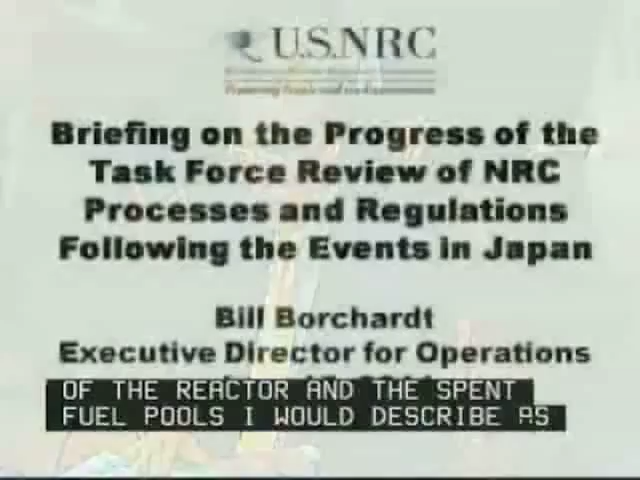 U.S.NRC
Briefing on the Progress of the
Task Force Review of NRC
Processes and Regulations
Following the Events in Japan
Bill Borchardt
Executive Director for Operations
OF THE REACTOR AND THE SPENT
FUEL POOLS I WOULD DESCRIBE AS